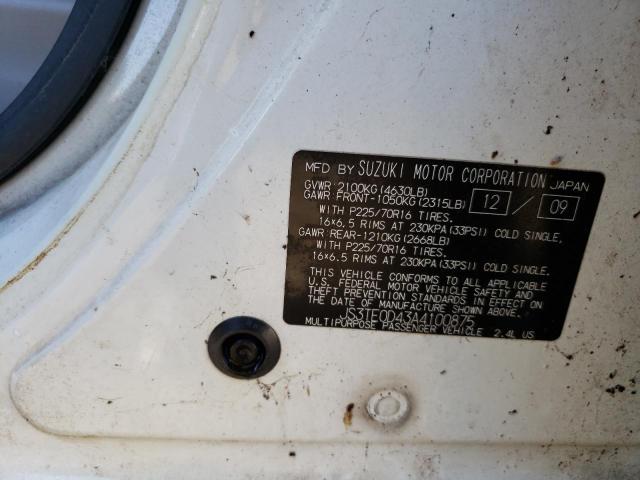 MFD BY SUZUKI MOTOR CORPORATION JAPAN
GVWR: 2100KG(4630LB) 12 / 09
GAWR: FRONT-1050KG(2315LB)
WITH P225/70R16 TIRES.
16x6.5 RIMS AT 230KPA(33PSI) COLD SINGLE.
GAWR: REAR-1210KG(2668LB)
WITH P225/70R16 TIRES.
16x6.5 RIMS AT 230KPA(33PSI) COLD SINGLE.
THIS VEHICLE CONFORMS TO ALL APPLICABLE
U.S. FEDERAL MOTOR VEHICLE SAFETY AND
THEFT PREVENTION STANDARDS IN EFFECT ON
THE DATE OF MANUFACTURE SHOWN ABOVE.
JS3TE0D43A4100875
MULTIPURPOSE PASSENGER VEHICLE 2.4L US